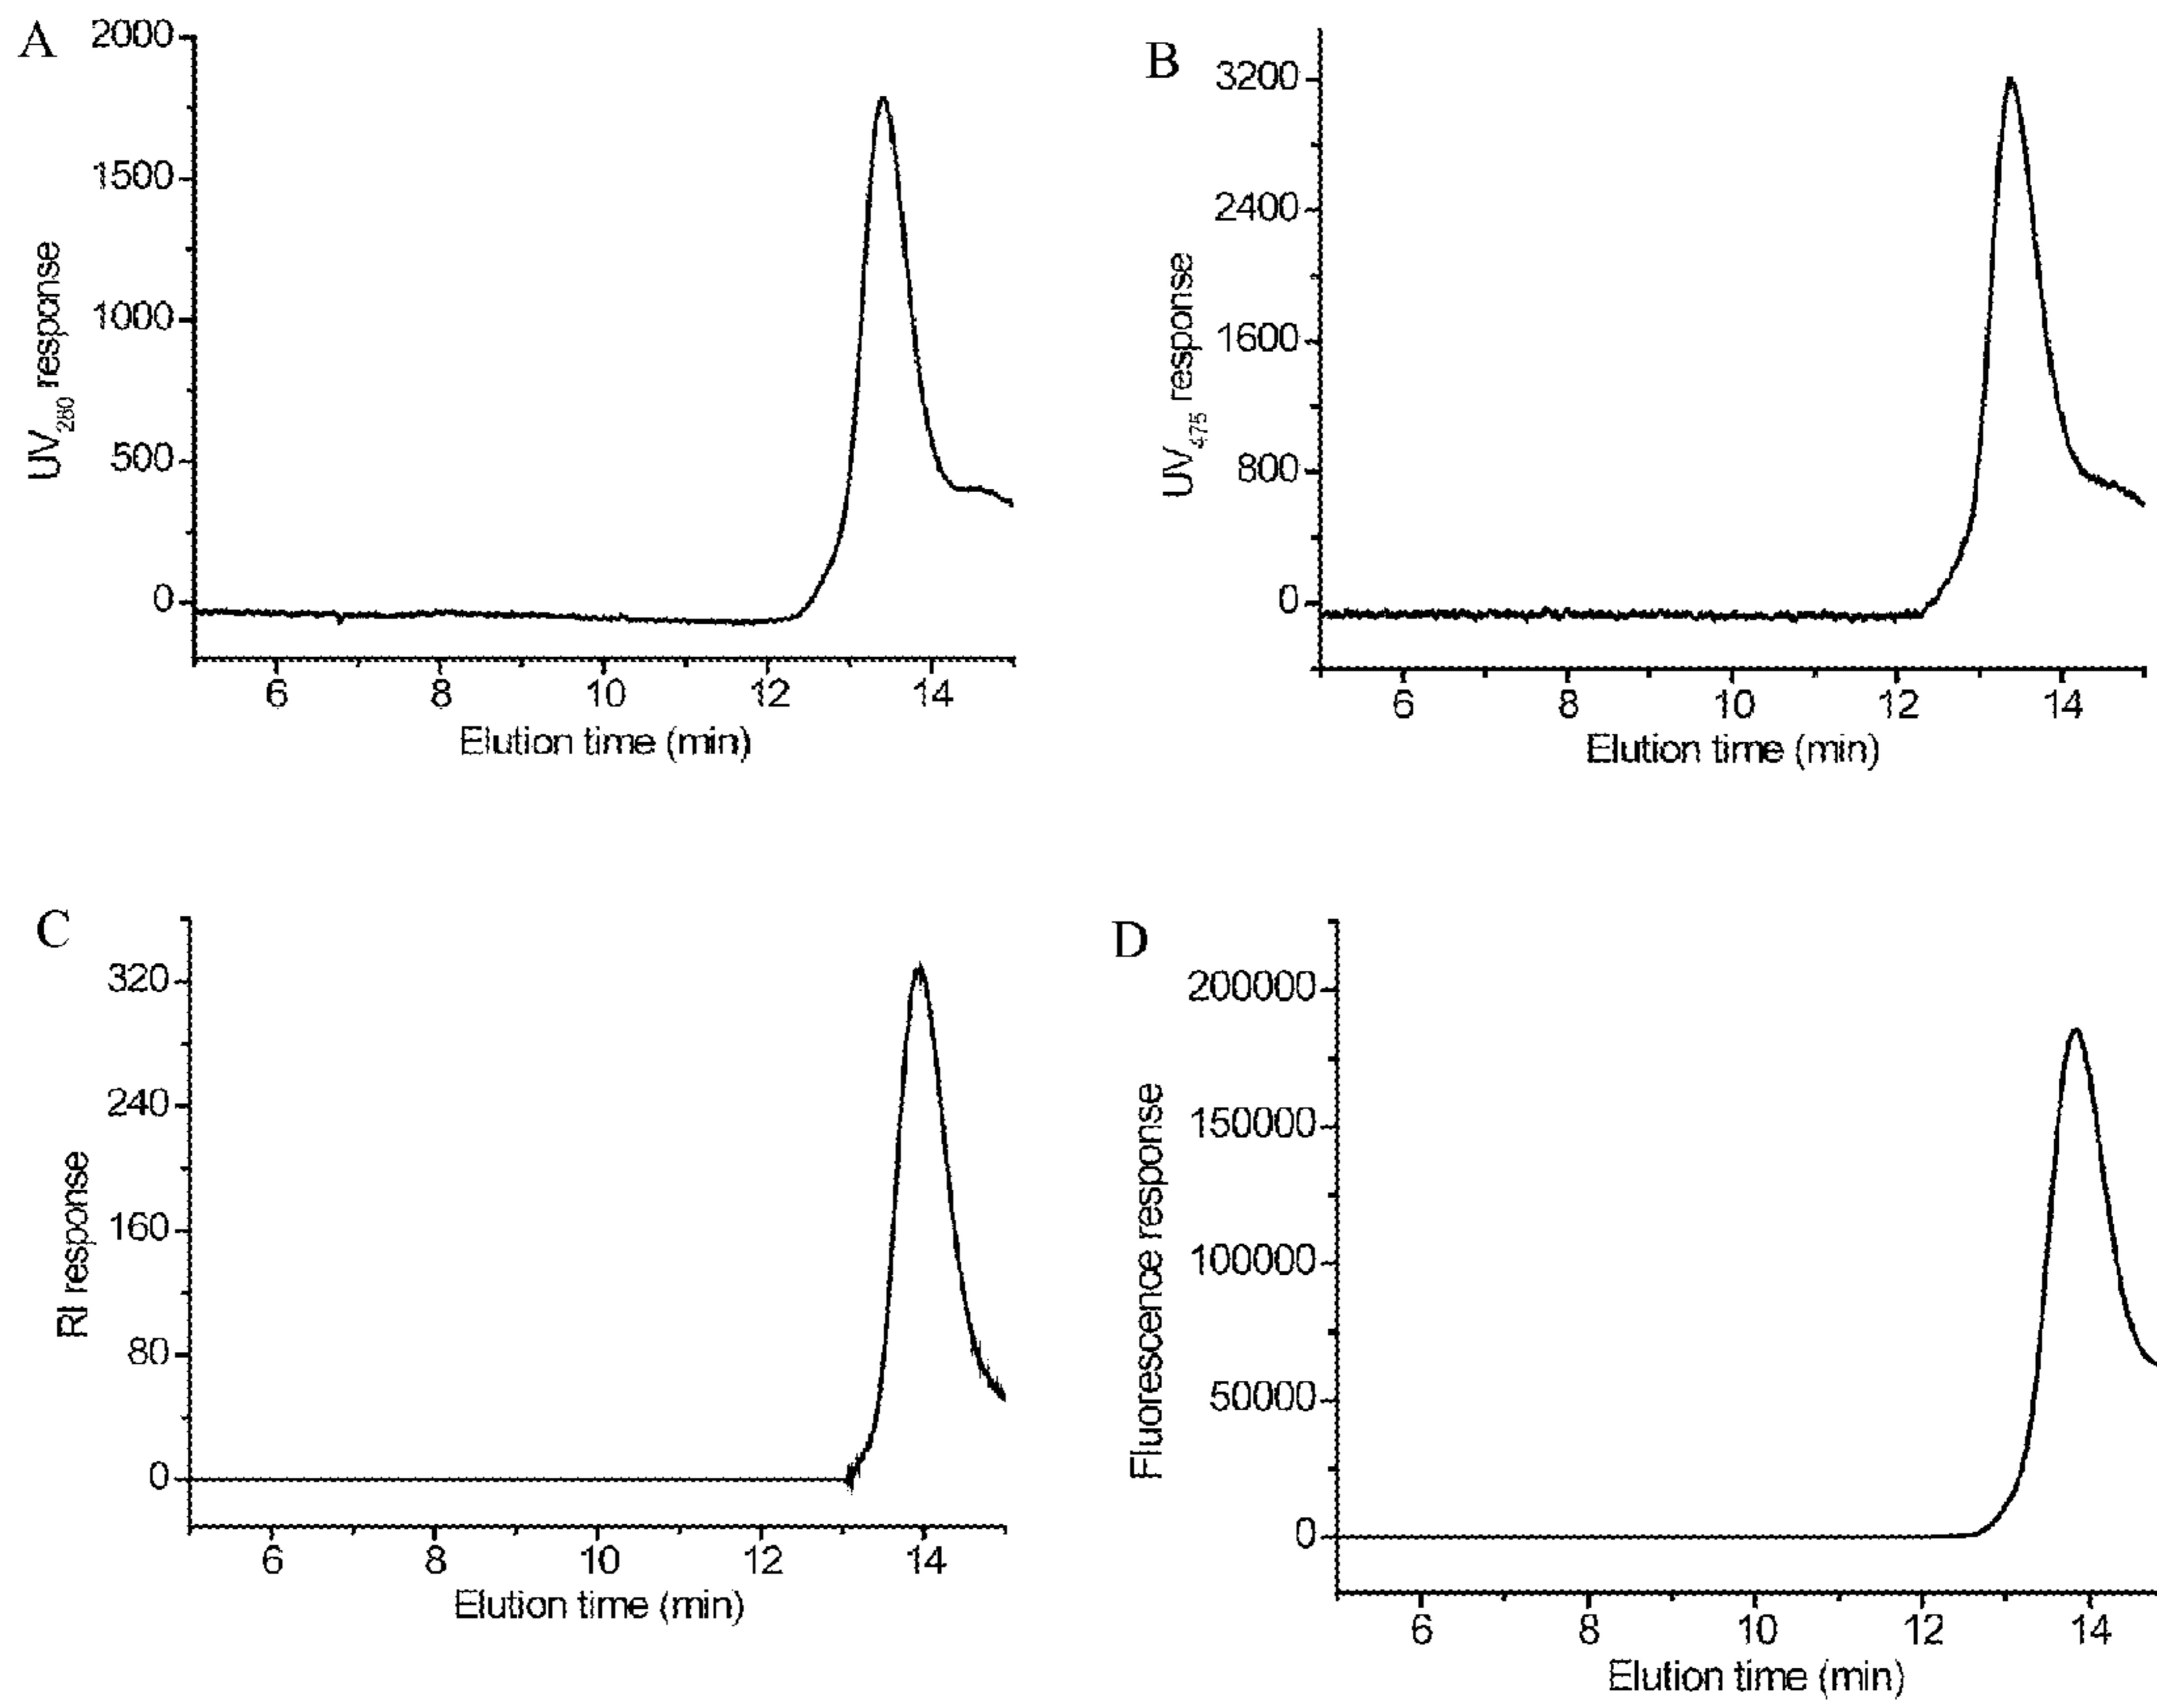 A
2000
1500
1000
500
0
UV280 response
6 8 10 12 14
Elution time (min)
B
3200
2400
1600
800
0
UV475 response
6 8 10 12 14
Elution time (min)
C
320
240
160
80
0
RI response
6 8 10 12 14
Elution time (min)
D
200000
150000
100000
50000
0
Fluorescence response
6 8 10 12 14
Elution time (min)